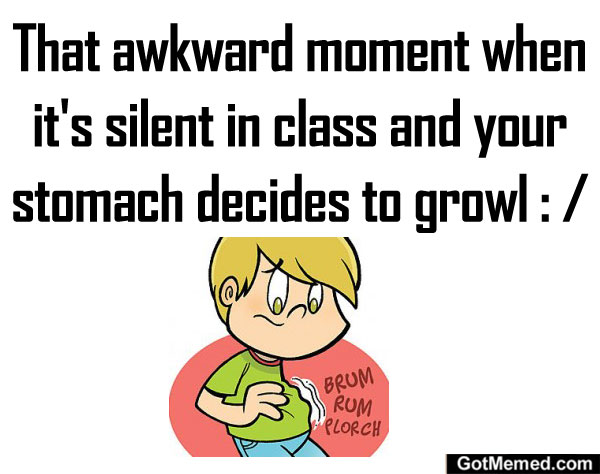 That awkward moment when
it's silent in class and your
stomach decides to growl : /
BRUM
RUM
PLORCH
GotMemed.com